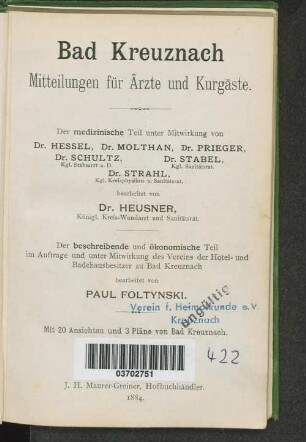 Bad Kreuznach
Mitteilungen für Ärzte und Kurgäste.
Der medizinische Teil unter Mitwirkung von
Dr. HESSEL, Dr. MOLTHAN, Dr. PRIEGER,
Dr. SCHULTZ, Dr. STABEL,
Kgl. Stabsarzt a. D. Kgl. Sanitätsrat.
Dr. STRAHL,
Kgl. Kreisphysikus u. Sanitätsrat.
bearbeitet von
Dr. HEUSNER,
Königl. Kreis-Wundarzt und Sanitätsrat.
Der beschreibende und ökonomische Teil
im Auftrage und unter Mitwirkung des Vereins der Hotel- und
Badehausbesitzer zu Bad Kreuznach
bearbeitet von
PAUL FOLTYNSKI.
ungültig
Verein f. Heimatkunde e.V.
Kreuznach
Mit 20 Ansichten und 3 Pläne von Bad Kreuznach.
422
03702751
J. H. Maurer-Greiner, Hofbuchhändler.
1884.